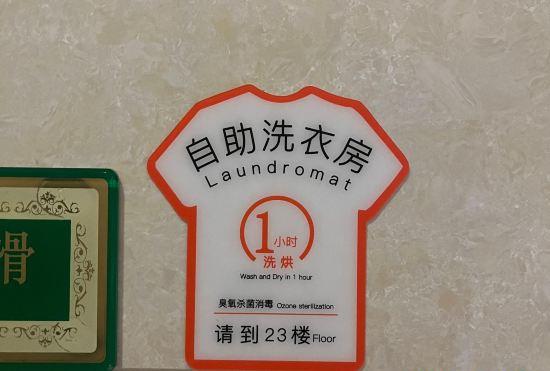 自助洗衣房
Laundromat
1小时
洗烘
Wash and Dry in 1 hour
臭氧杀菌消毒 Ozone sterilization
请到23楼Floor
滑